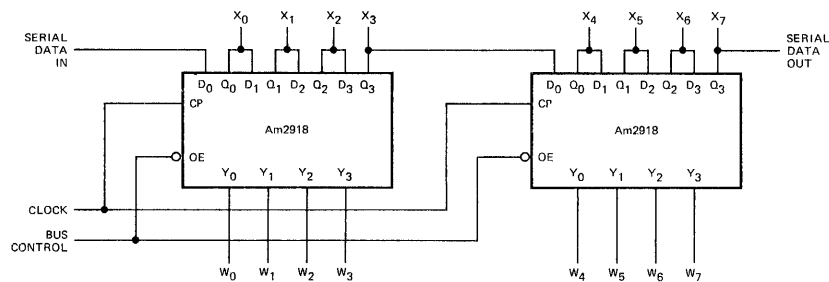 X0 X1 X2 X3 X4 X5 X6 X7
SERIAL
DATA
IN
SERIAL
DATA
OUT
D0 Q0 D1 Q1 D2 Q2 D3 Q3
CP
Am2918
OE
Y0 Y1 Y2 Y3
D0 Q0 D1 Q1 D2 Q2 D3 Q3
CP
Am2918
OE
Y0 Y1 Y2 Y3
CLOCK
BUS
CONTROL
W0 W1 W2 W3
W4 W5 W6 W7